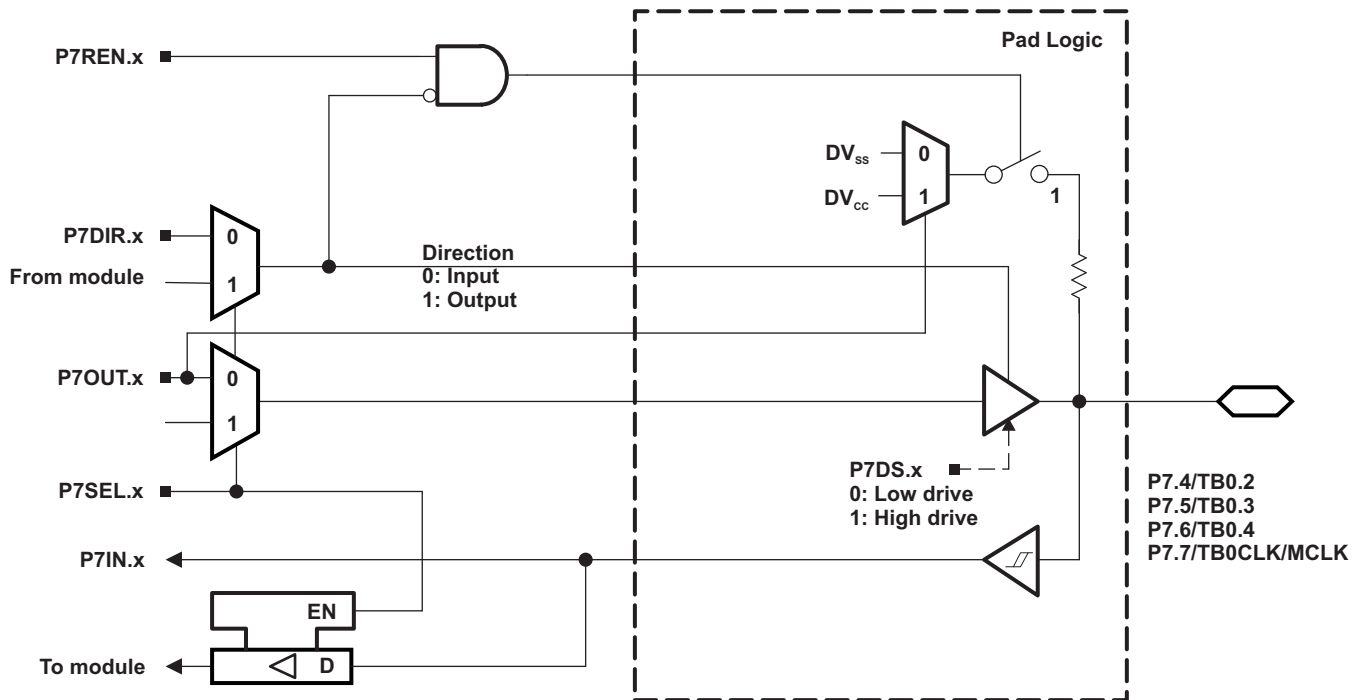 Pad Logic
P7REN.x
DVSS
0
DVCC
1
1
P7DIR.x
0
From module
1
Direction
0: Input
1: Output
P7OUT.x
0
1
P7DS.x
0: Low drive
1: High drive
P7SEL.x
P7.4/TB0.2
P7.5/TB0.3
P7.6/TB0.4
P7.7/TB0CLK/MCLK
P7IN.x
EN
To module
D